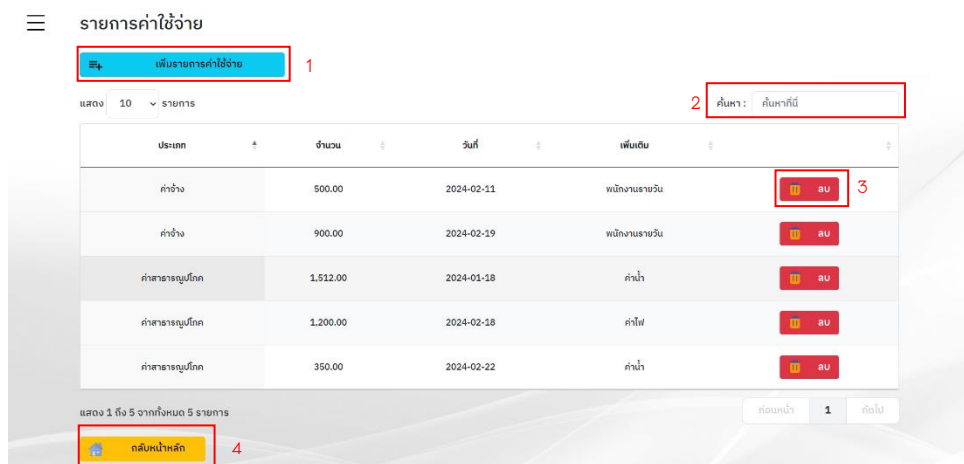 รายการค่าใช้จ่าย
เพิ่มรายการค่าใช้จ่าย 1
แสดง 10 รายการ 2 ค้นหา : ค้นหาที่นี่
ประเภท จำนวน วันที่ เพิ่มเติม
ค่าจ้าง 500.00 2024-02-11 พนักงานรายวัน ลบ 3
ค่าจ้าง 900.00 2024-02-19 พนักงานรายวัน ลบ
ค่าสาธารณูปโภค 1,512.00 2024-01-18 ค่าน้ำ ลบ
ค่าสาธารณูปโภค 1,200.00 2024-02-18 ค่าไฟ ลบ
ค่าสาธารณูปโภค 350.00 2024-02-22 ค่าน้ำ ลบ
แสดง 1 ถึง 5 จากทั้งหมด 5 รายการ ก่อนหน้า 1 ถัดไป
กลับหน้าหลัก 4